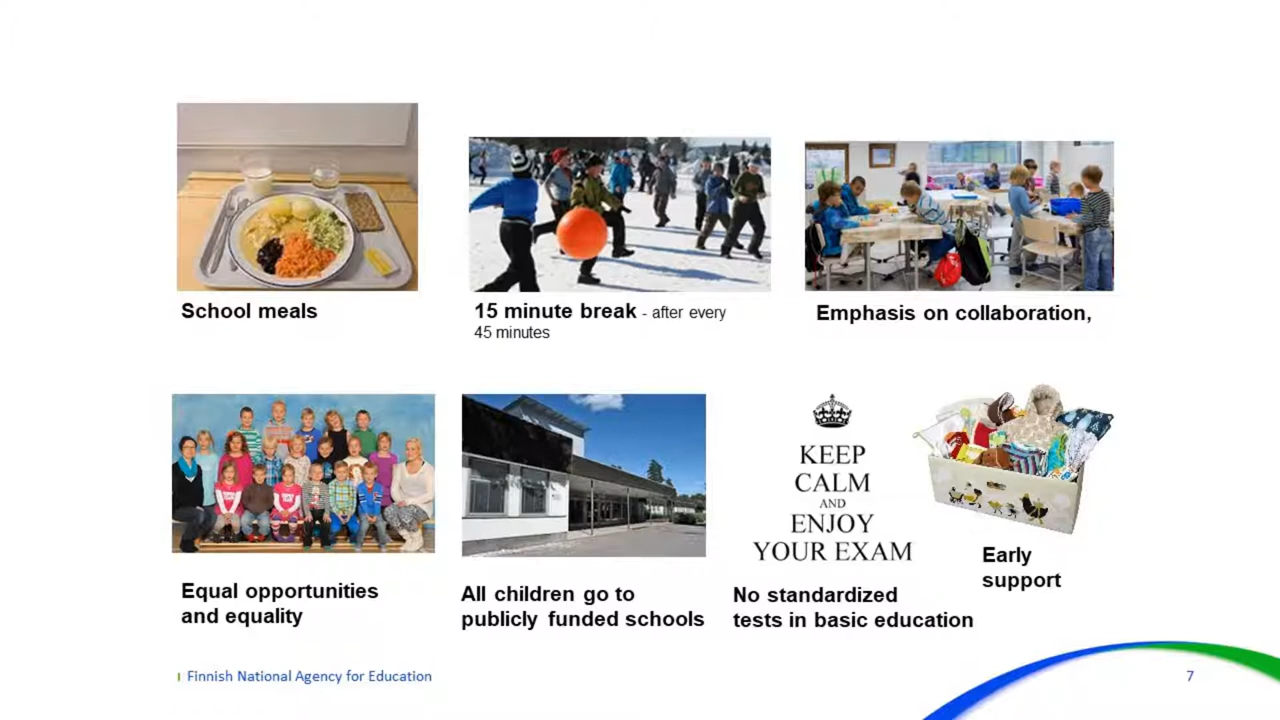 School meals
15 minute break - after every
45 minutes
Emphasis on collaboration,
KEEP
CALM
AND
ENJOY
YOUR EXAM
Equal opportunities
and equality
All children go to
publicly funded schools
No standardized
tests in basic education
Early
support
Finnish National Agency for Education
7